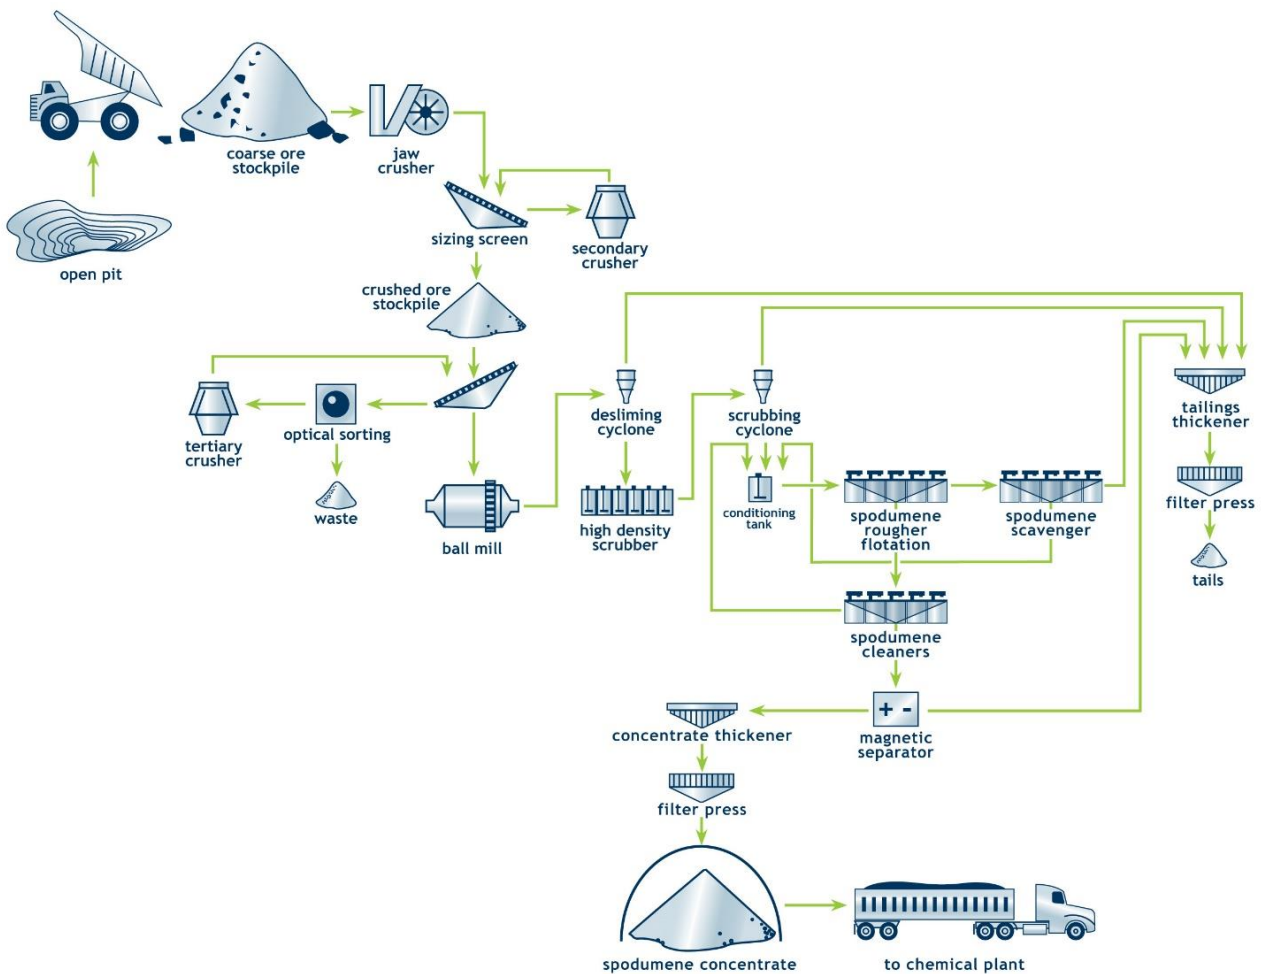 coarse ore
stockpile
jaw
crusher
open pit
sizing screen
secondary
crusher
crushed ore
stockpile
tertiary
crusher
optical sorting
waste
ball mill
desliming
cyclone
scrubbing
cyclone
high density
scrubber
conditioning
tank
spodumene
rougher
flotation
spodumene
scavenger
tailings
thickener
filter press
tails
spodumene
cleaners
+ -
magnetic
separator
concentrate thickener
filter press
spodumene concentrate
to chemical plant